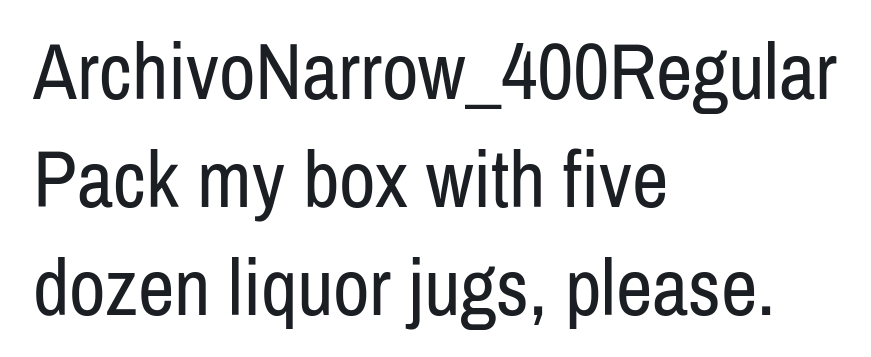 ArchivoNarrow_400Regular
Pack my box with five
dozen liquor jugs, please.